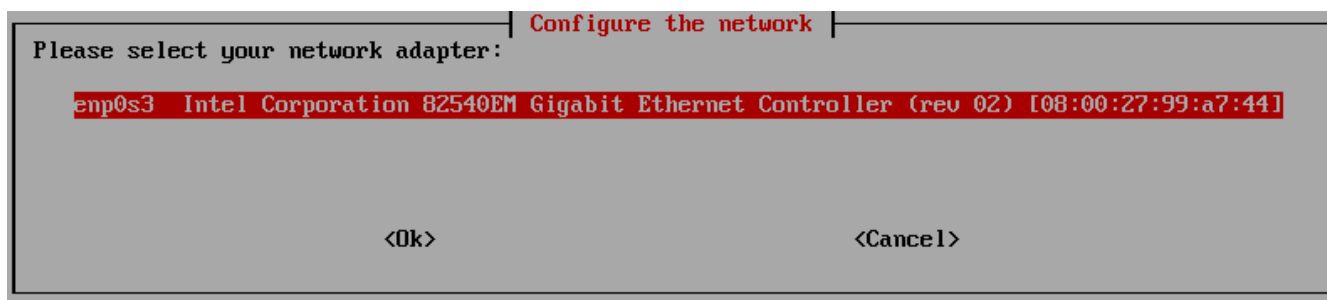 Configure the network
Please select your network adapter:
enp0s3 Intel Corporation 82540EM Gigabit Ethernet Controller (rev 02) [08:00:27:99:a7:44]
<Ok> <Cancel>